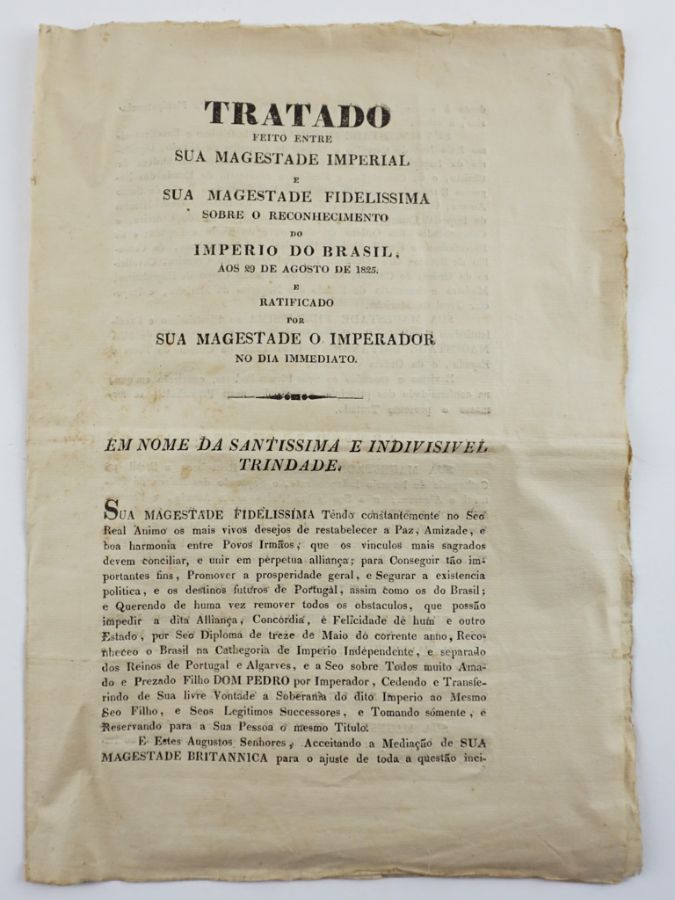 TRATADO
FEITO ENTRE
SUA MAGESTADE IMPERIAL
E
SUA MAGESTADE FIDELISSIMA
SOBRE O RECONHECIMENTO
DO
IMPERIO DO BRASIL,
AOS 29 DE AGOSTO DE 1825.
E
RATIFICADO
POR
SUA MAGESTADE O IMPERADOR
NO DIA IMMEDIATO.
EM NOME DA SANTISSIMA E INDIVISIVEL
TRINDADE.
SUA MAGESTADE FIDELISSIMA Tendo constantemente no Seo
Real Animo os mais vivos desejos de restabelecer a Paz, Amizade, e
boa harmonia entre Povos Irmãos, que os vinculos mais sagrados
devem conciliar, e unir em perpetua alliança; para Conseguir tão im-
portantes fins, Promover a prosperidade geral, e Segurar a existencia
politica, e os destinos futuros de Portugal, assim como os do Brasil;
e Querendo de huma vez remover todos os obstaculos, que possão
impedir a dita Alliança, Concordia, e Felicidade de hum e outro
Estado, por Seo Diploma de treze de Maio do corrente anno, Reco-
nheceo o Brasil na Cathegoria de Imperio Independente, e separado
dos Reinos de Portugal e Algarves, e a Seo sobre Todos muito Ama-
do e Prezado Filho DOM PEDRO por Imperador, Cedendo e Transfe-
rindo de Sua livre Vontade a Soberania do dito Imperio ao Mesmo
Seo Filho, e Seos Legitimos Successores, e Tomando sómente, e
Reservando para a Sua Pessoa o mesmo Titulo.
E Estes Augustos Senhores, Acceitando a Mediação de SUA
MAGESTADE BRITANNICA para o ajuste de toda a questão inci-